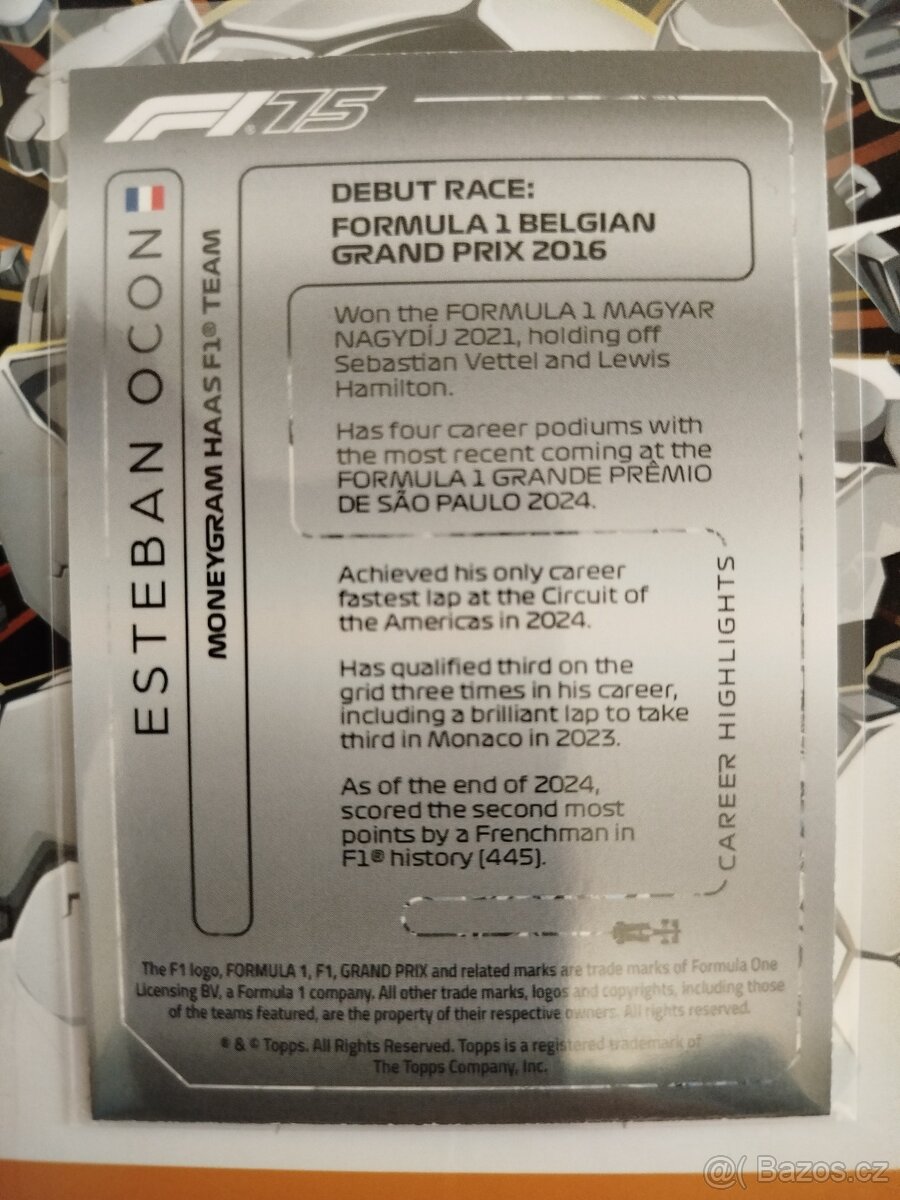 F1® 75
ESTEBAN OCON
MONEYGRAM HAAS F1® TEAM
DEBUT RACE:
FORMULA 1 BELGIAN
GRAND PRIX 2016
Won the FORMULA 1 MAGYAR
NAGYDÍJ 2021, holding off
Sebastian Vettel and Lewis
Hamilton.
Has four career podiums with
the most recent coming at the
FORMULA 1 GRANDE PRÊMIO
DE SÃO PAULO 2024.
Achieved his only career
fastest lap at the Circuit of
the Americas in 2024.
Has qualified third on the
grid three times in his career,
including a brilliant lap to take
third in Monaco in 2023.
As of the end of 2024,
scored the second most
points by a Frenchman in
F1® history (445).
CAREER HIGHLIGHTS
The F1 logo, FORMULA 1, F1, GRAND PRIX and related marks are trade marks of Formula One
Licensing BV, a Formula 1 company. All other trade marks, logos and copyrights, including those
of the teams featured, are the property of their respective owners. All rights reserved.
® & © Topps. All Rights Reserved. Topps is a registered trademark of
The Topps Company, Inc.
@( Bazos.cz